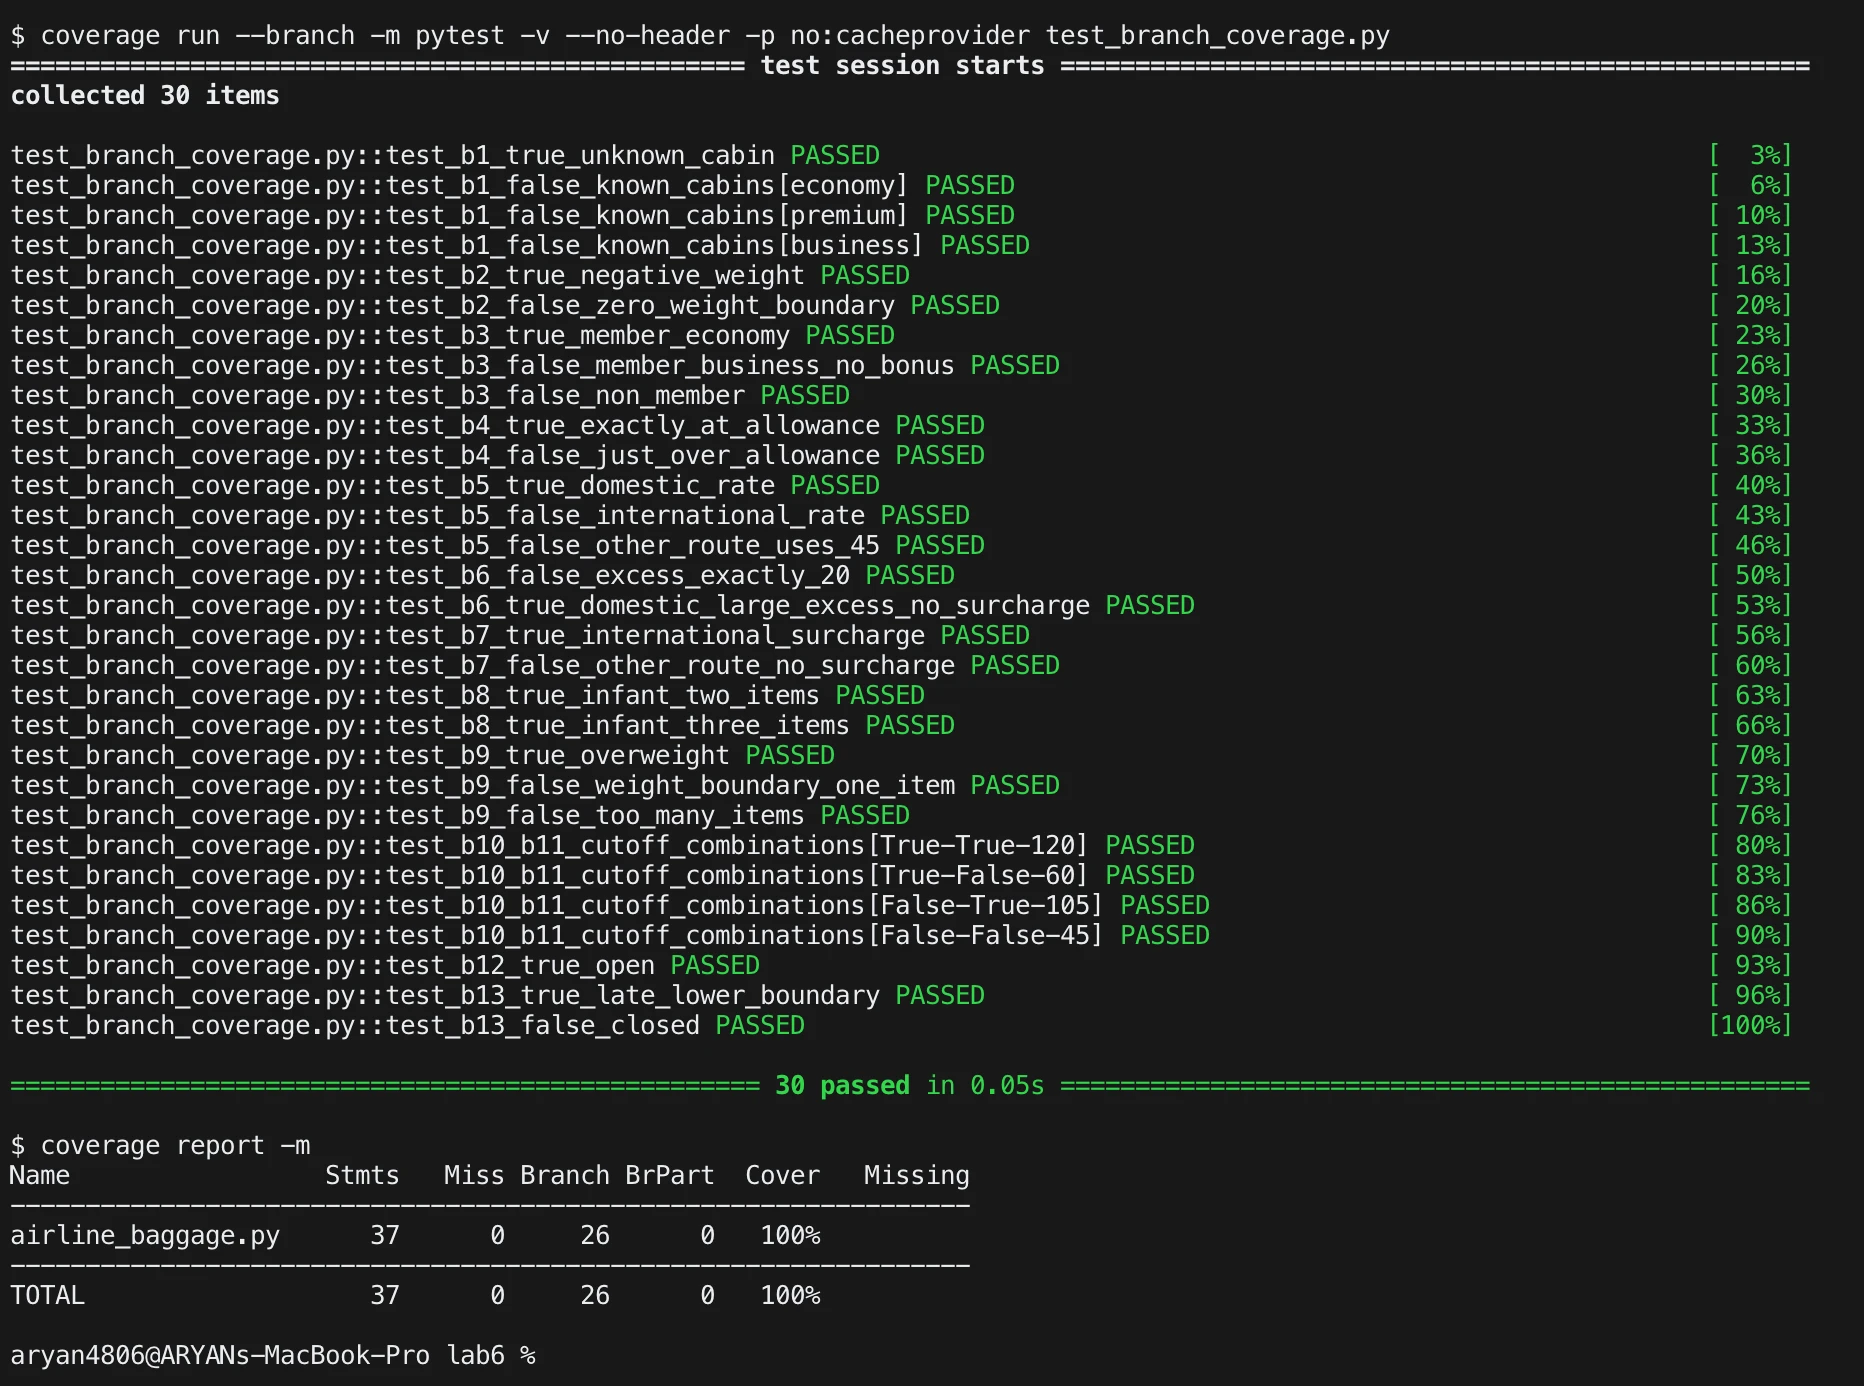 $ coverage run --branch -m pytest -v --no-header -p no:cacheprovider test_branch_coverage.py
================================================= test session starts ==================================================
collected 30 items

test_branch_coverage.py::test_b1_true_unknown_cabin PASSED [  3%]
test_branch_coverage.py::test_b1_false_known_cabins[economy] PASSED [  6%]
test_branch_coverage.py::test_b1_false_known_cabins[premium] PASSED [ 10%]
test_branch_coverage.py::test_b1_false_known_cabins[business] PASSED [ 13%]
test_branch_coverage.py::test_b2_true_negative_weight PASSED [ 16%]
test_branch_coverage.py::test_b2_false_zero_weight_boundary PASSED [ 20%]
test_branch_coverage.py::test_b3_true_member_economy PASSED [ 23%]
test_branch_coverage.py::test_b3_false_member_business_no_bonus PASSED [ 26%]
test_branch_coverage.py::test_b3_false_non_member PASSED [ 30%]
test_branch_coverage.py::test_b4_true_exactly_at_allowance PASSED [ 33%]
test_branch_coverage.py::test_b4_false_just_over_allowance PASSED [ 36%]
test_branch_coverage.py::test_b5_true_domestic_rate PASSED [ 40%]
test_branch_coverage.py::test_b5_false_international_rate PASSED [ 43%]
test_branch_coverage.py::test_b5_false_other_route_uses_45 PASSED [ 46%]
test_branch_coverage.py::test_b6_false_excess_exactly_20 PASSED [ 50%]
test_branch_coverage.py::test_b6_true_domestic_large_excess_no_surcharge PASSED [ 53%]
test_branch_coverage.py::test_b7_true_international_surcharge PASSED [ 56%]
test_branch_coverage.py::test_b7_false_other_route_no_surcharge PASSED [ 60%]
test_branch_coverage.py::test_b8_true_infant_two_items PASSED [ 63%]
test_branch_coverage.py::test_b8_true_infant_three_items PASSED [ 66%]
test_branch_coverage.py::test_b9_true_overweight PASSED [ 70%]
test_branch_coverage.py::test_b9_false_weight_boundary_one_item PASSED [ 73%]
test_branch_coverage.py::test_b9_false_too_many_items PASSED [ 76%]
test_branch_coverage.py::test_b10_b11_cutoff_combinations[True-True-120] PASSED [ 80%]
test_branch_coverage.py::test_b10_b11_cutoff_combinations[True-False-60] PASSED [ 83%]
test_branch_coverage.py::test_b10_b11_cutoff_combinations[False-True-105] PASSED [ 86%]
test_branch_coverage.py::test_b10_b11_cutoff_combinations[False-False-45] PASSED [ 90%]
test_branch_coverage.py::test_b12_true_open PASSED [ 93%]
test_branch_coverage.py::test_b13_true_late_lower_boundary PASSED [ 96%]
test_branch_coverage.py::test_b13_false_closed PASSED [100%]

================================================== 30 passed in 0.05s ==================================================

$ coverage report -m
Name                 Stmts   Miss Branch BrPart  Cover   Missing
----------------------------------------------------------------
airline_baggage.py      37      0     26      0   100%
----------------------------------------------------------------
TOTAL                   37      0     26      0   100%

aryan4806@ARYANs-MacBook-Pro lab6 %